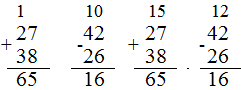 1 10 15 12
27 42 27 42
+ - + -
38 26 38 26
65 16 65 . 16